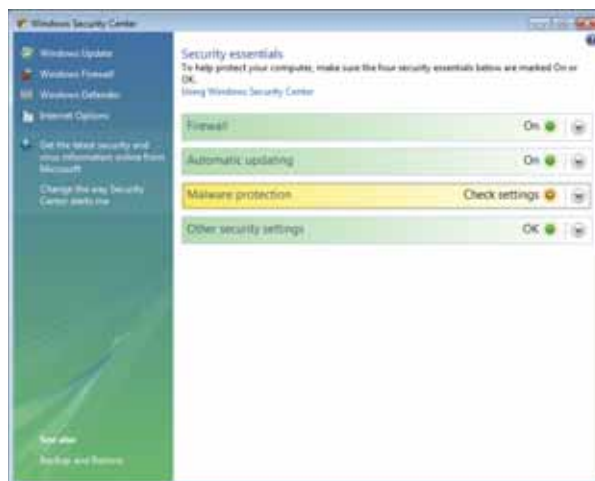 Windows Security Center
Windows Update
Windows Firewall
Windows Defender
Internet Options
Get the latest security and
virus information online from
Microsoft
Change the way Security
Center alerts me
See also
Backup and Restore
Security essentials
To help protect your computer, make sure the four security essentials below are marked On or
OK.
Using Windows Security Center
Firewall
On
Automatic updating
On
Malware protection
Check settings
Other security settings
OK